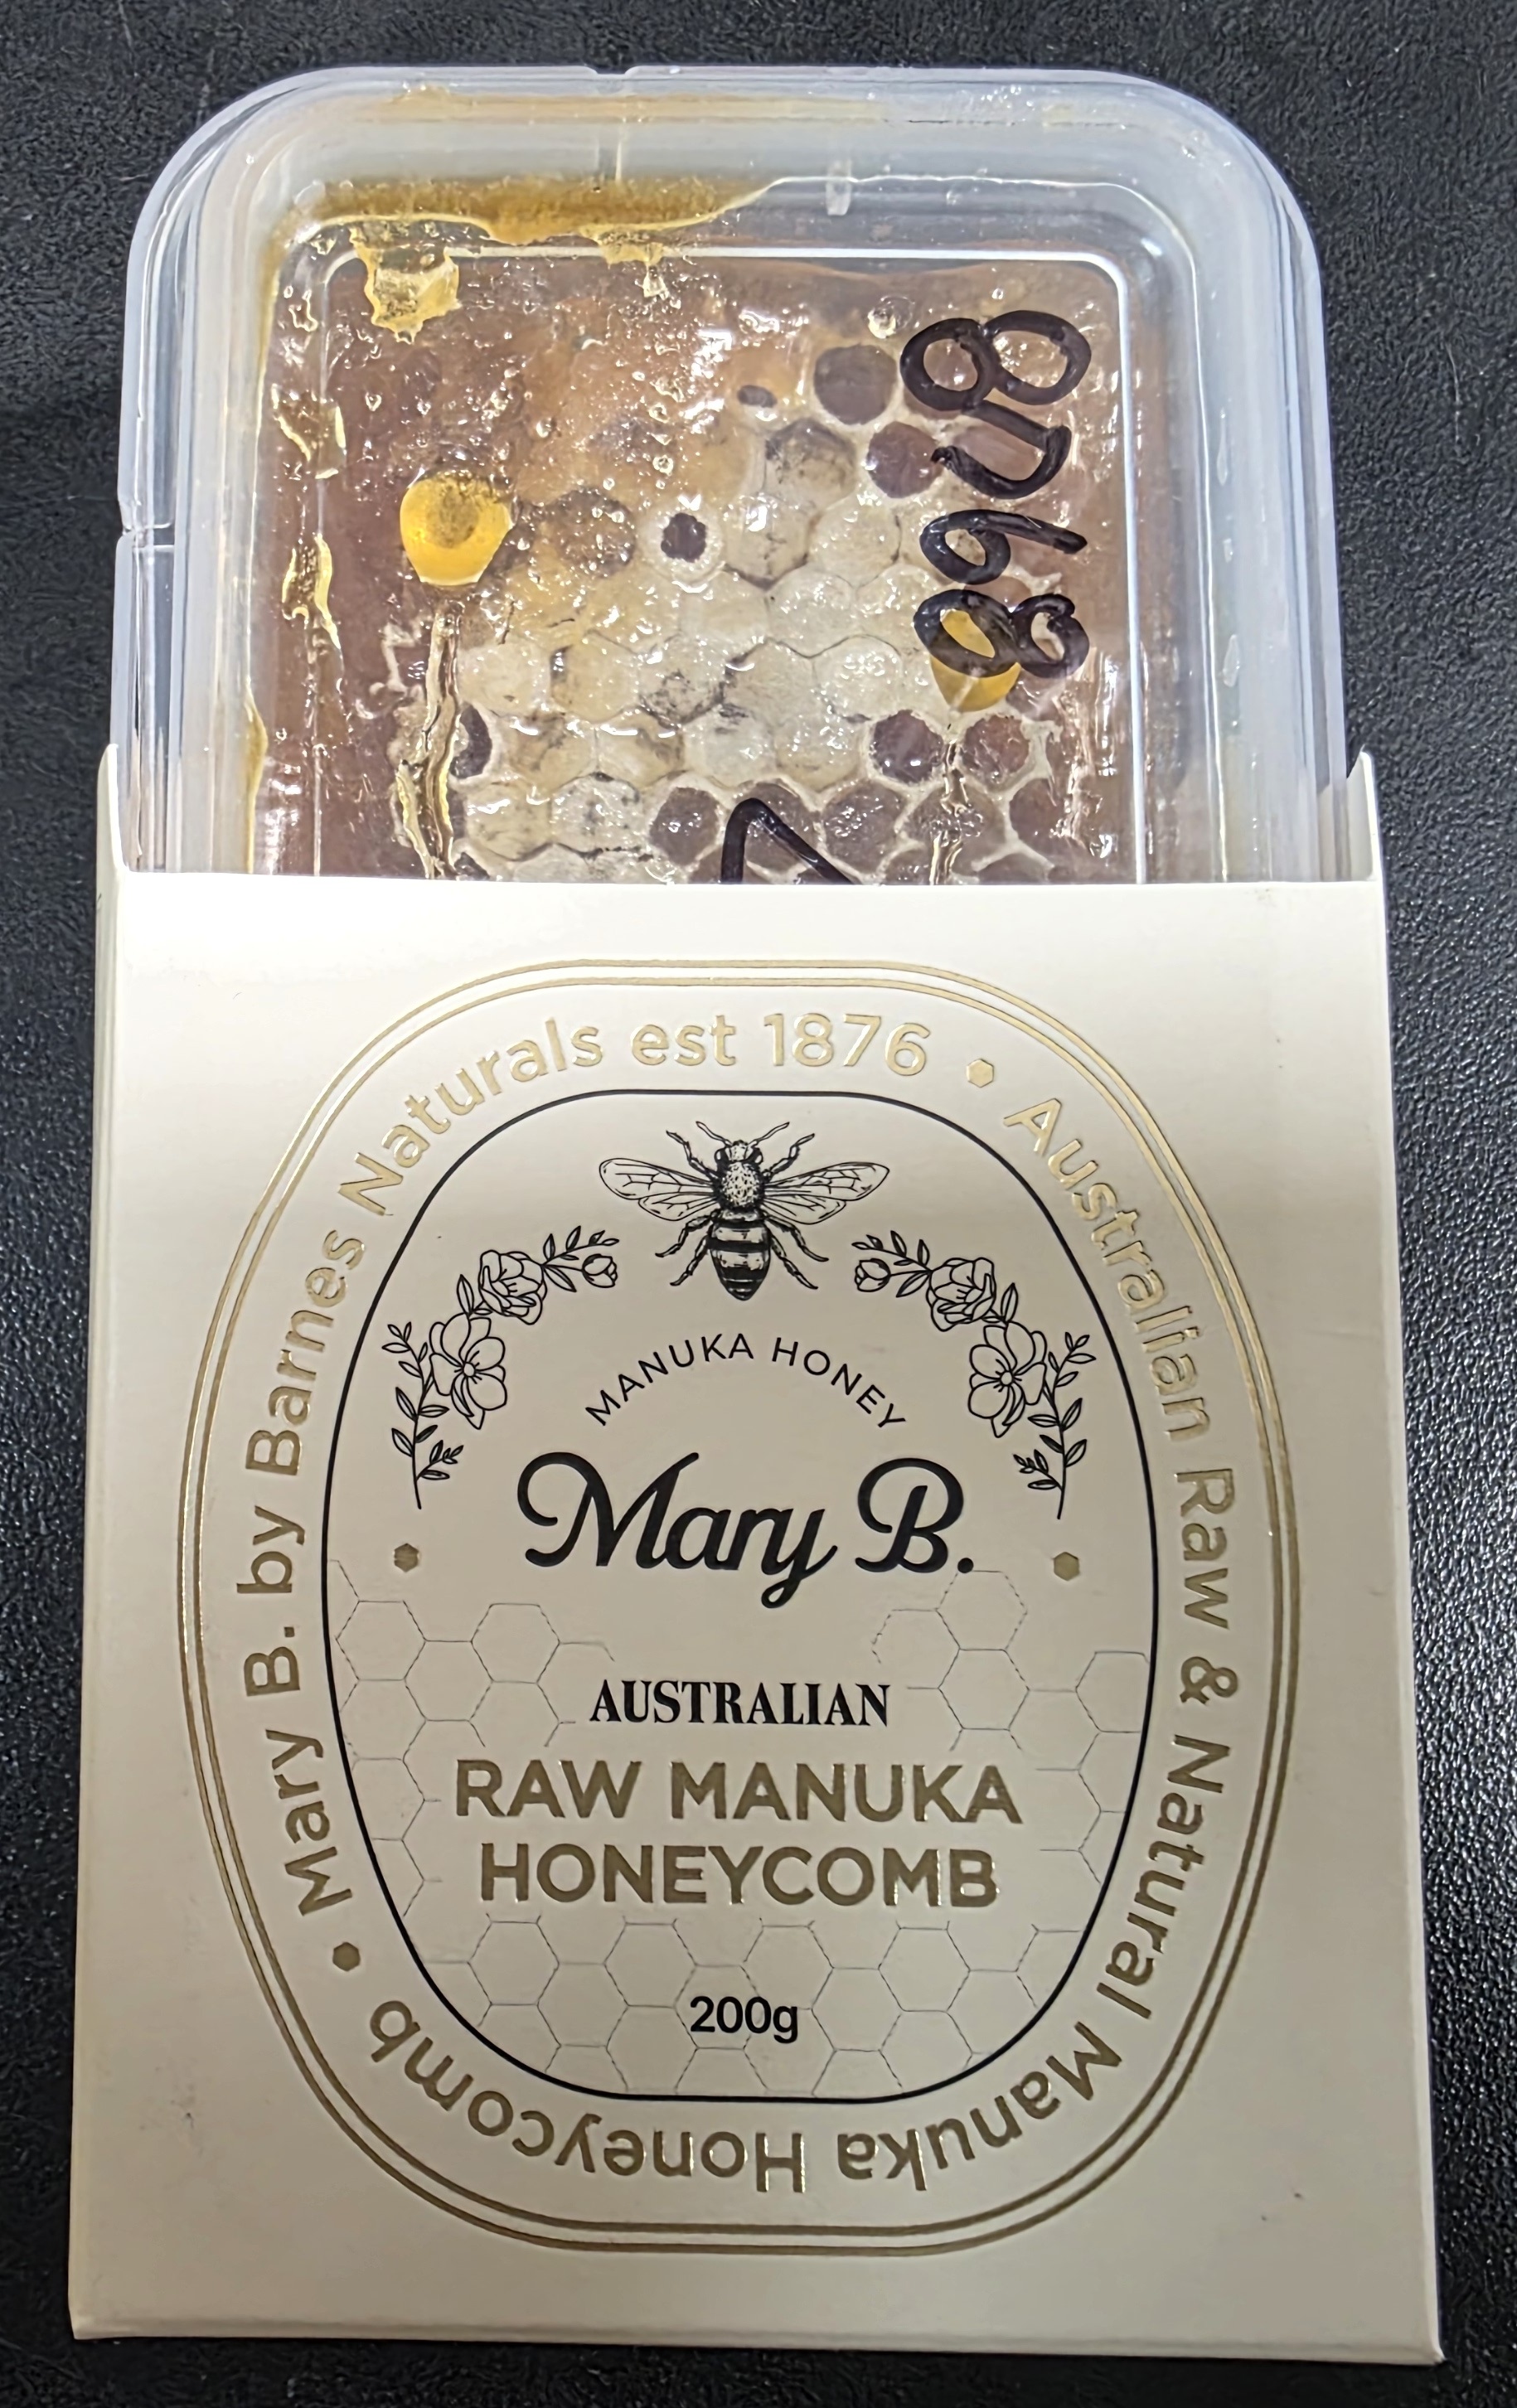 Mary B. by Barnes Naturals est 1876 • Australian Raw & Natural Manuka Honeycomb •
MANUKA HONEY
Mary B.
AUSTRALIAN
RAW MANUKA
HONEYCOMB
200g